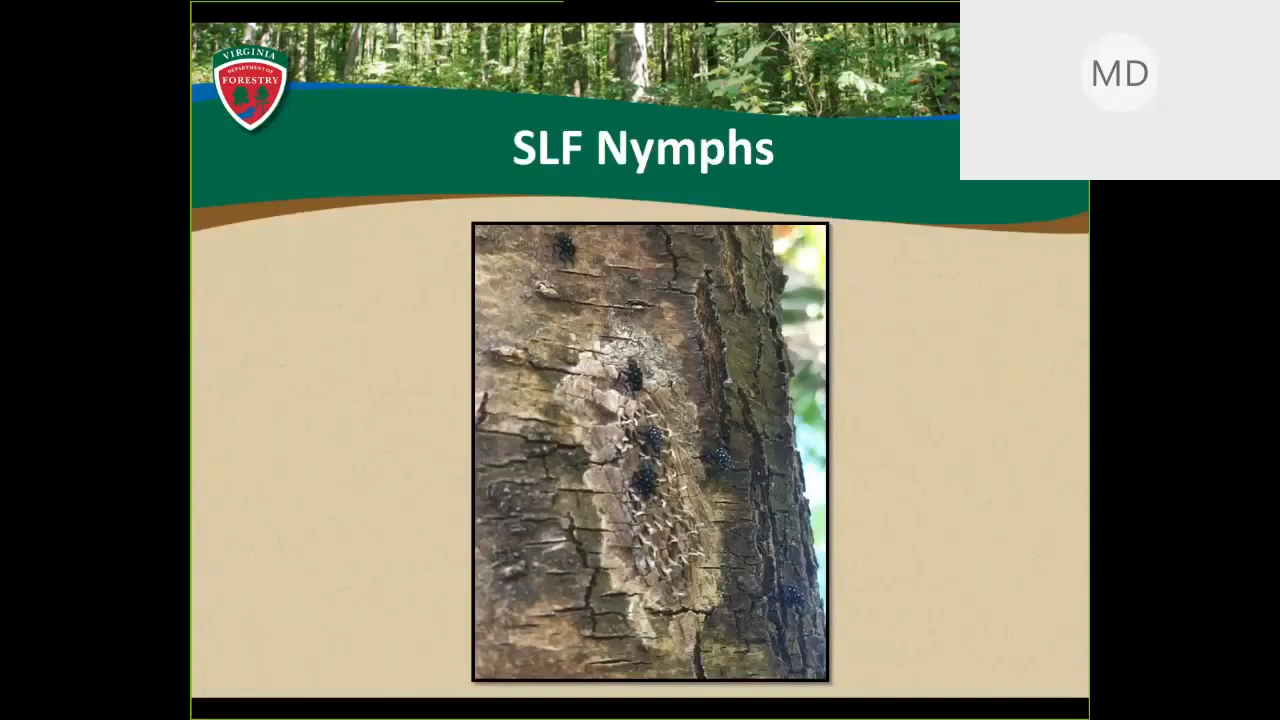 VIRGINIA
DEPARTMENT OF
FORESTRY
MD
SLF Nymphs